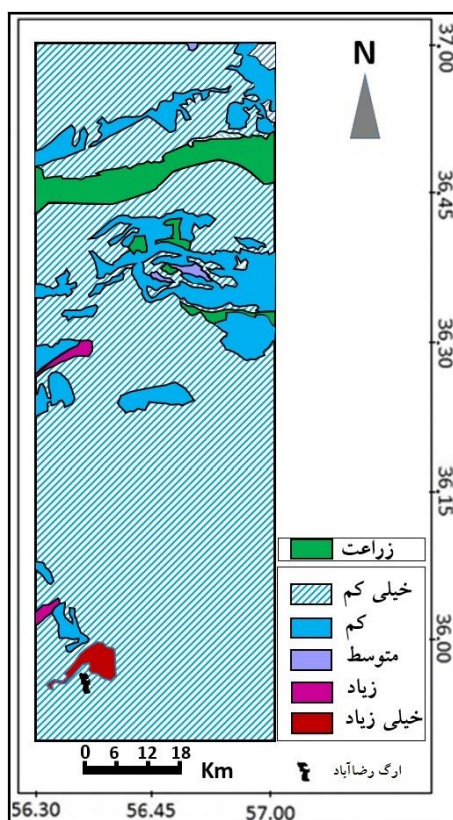 N
37.00
36.45
36.30
36.15
36.00
زراعت
خیلی کم
کم
متوسط
زیاد
خیلی زیاد
ارگ رضاآباد
0 6 12 18
Km
56.30 56.45 57.00